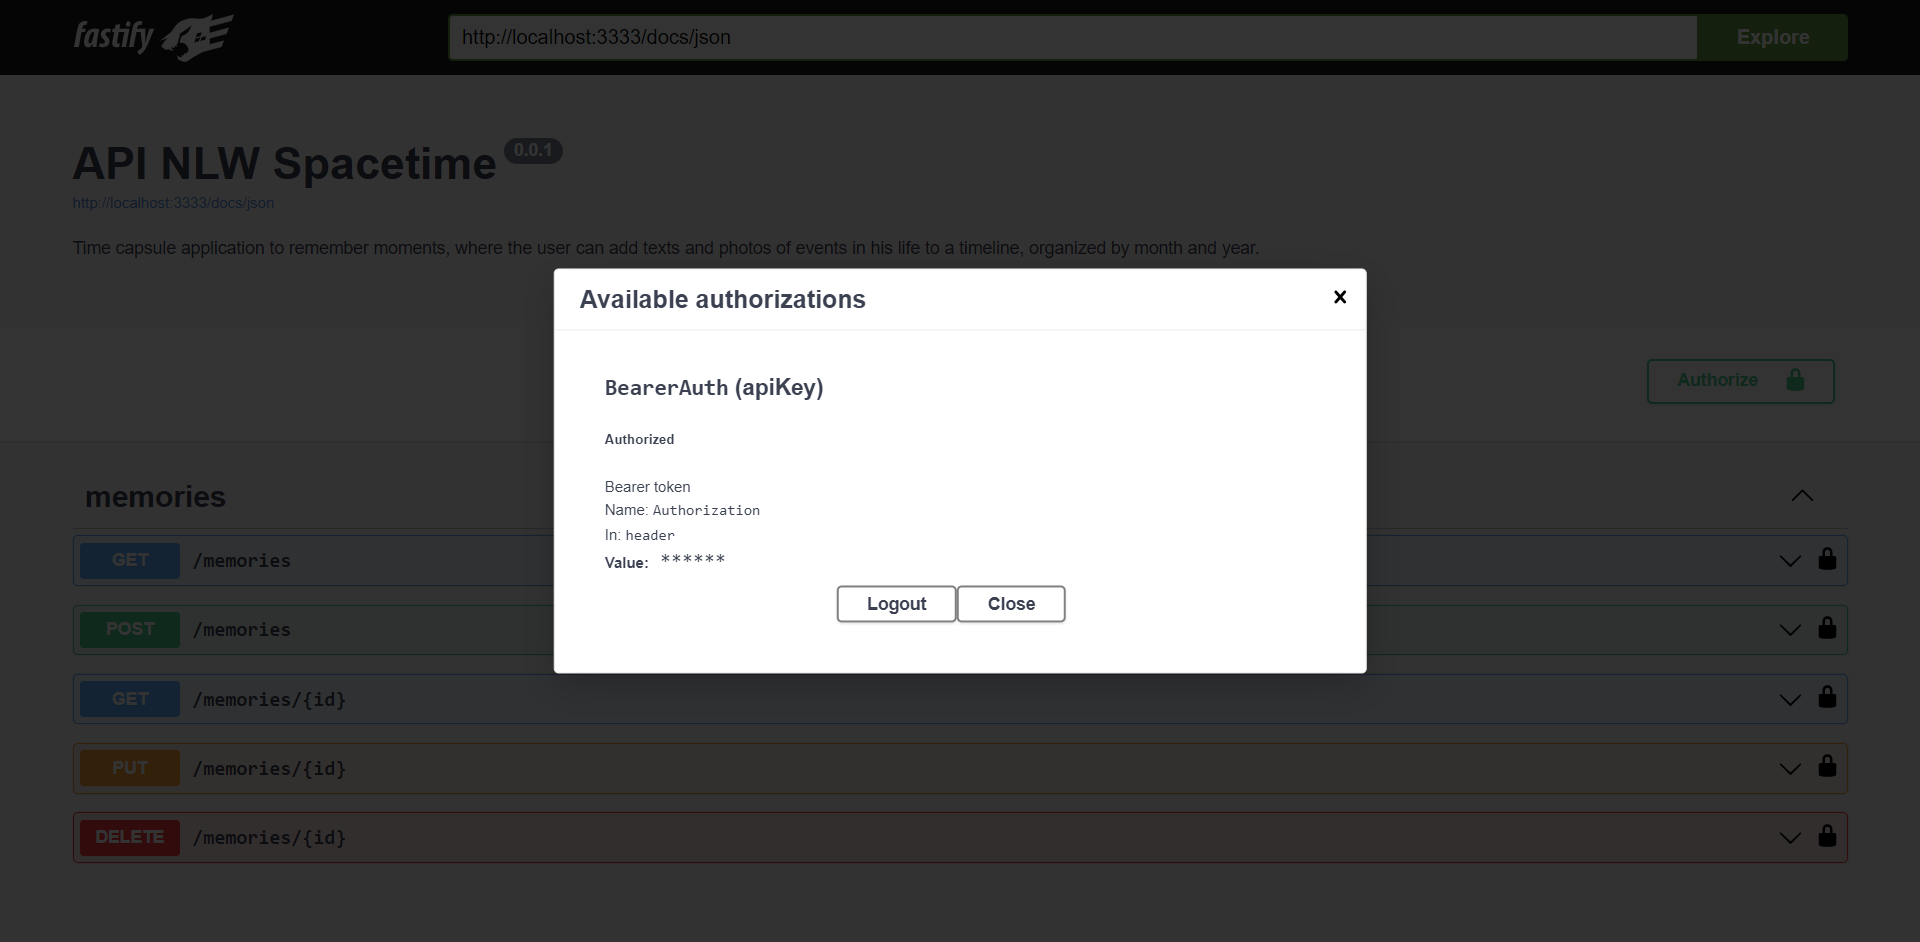 fastify
http://localhost:3333/docs/json Explore
API NLW Spacetime 0.0.1
http://localhost:3333/docs/json
Time capsule application to remember moments, where the user can add texts and photos of events in his life to a timeline, organized by month and year.
Available authorizations
BearerAuth (apiKey)
Authorized
Bearer token
Name: Authorization
In: header
Value: ******
Logout Close
Authorize
memories
GET /memories
POST /memories
GET /memories/{id}
PUT /memories/{id}
DELETE /memories/{id}